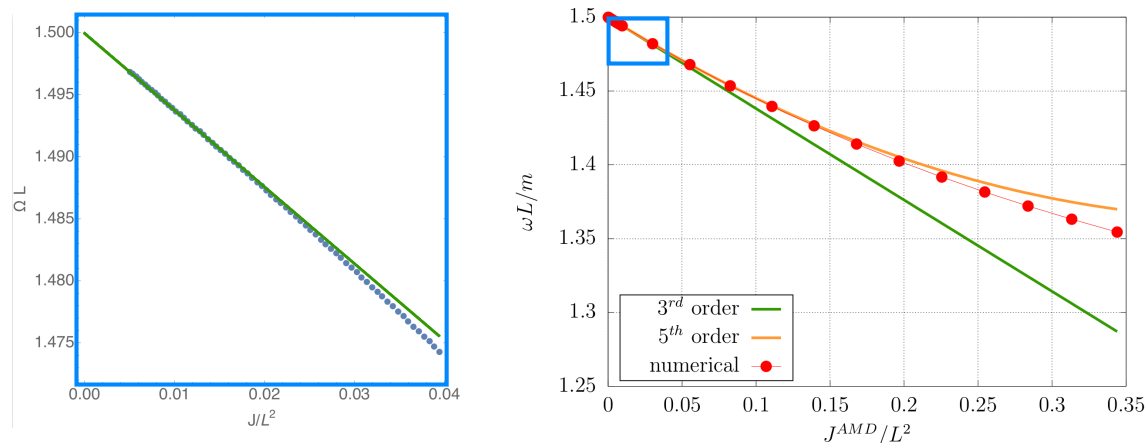 1.500
1.495
1.490
1.485
1.480
1.475
Ω L
0.00 0.01 0.02 0.03 0.04
J/L²
1.5
1.45
1.4
1.35
1.3
1.25
ωL/m
3rd order
5th order
numerical
0 0.05 0.1 0.15 0.2 0.25 0.3 0.35
J^AMD/L²